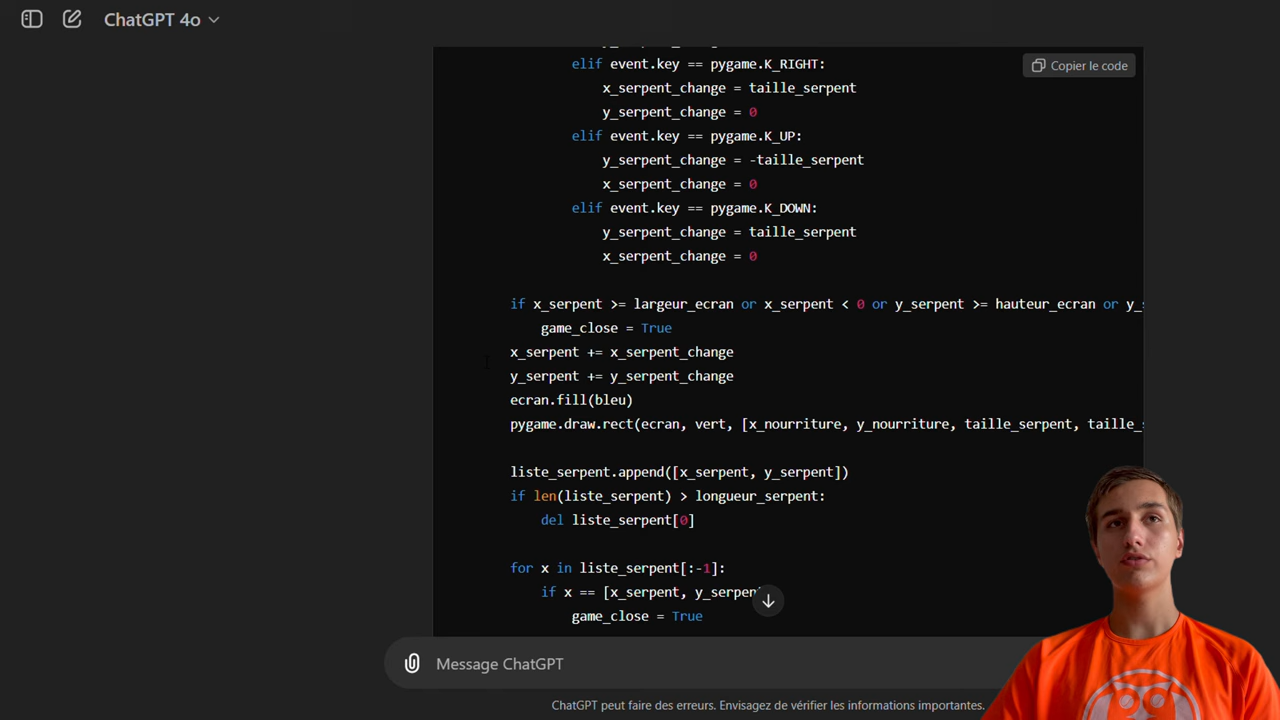 ChatGPT 4o
Copier le code
elif event.key == pygame.K_RIGHT:
x_serpent_change = taille_serpent
y_serpent_change = 0
elif event.key == pygame.K_UP:
y_serpent_change = -taille_serpent
x_serpent_change = 0
elif event.key == pygame.K_DOWN:
y_serpent_change = taille_serpent
x_serpent_change = 0
if x_serpent >= largeur_ecran or x_serpent < 0 or y_serpent >= hauteur_ecran or y_s
game_close = True
x_serpent += x_serpent_change
y_serpent += y_serpent_change
ecran.fill(bleu)
pygame.draw.rect(ecran, vert, [x_nourriture, y_nourriture, taille_serpent, taille_s
liste_serpent.append([x_serpent, y_serpent])
if len(liste_serpent) > longueur_serpent:
del liste_serpent[0]
for x in liste_serpent[:-1]:
if x == [x_serpent, y_serpen
game_close = True
Message ChatGPT
ChatGPT peut faire des erreurs. Envisagez de vérifier les informations importantes.